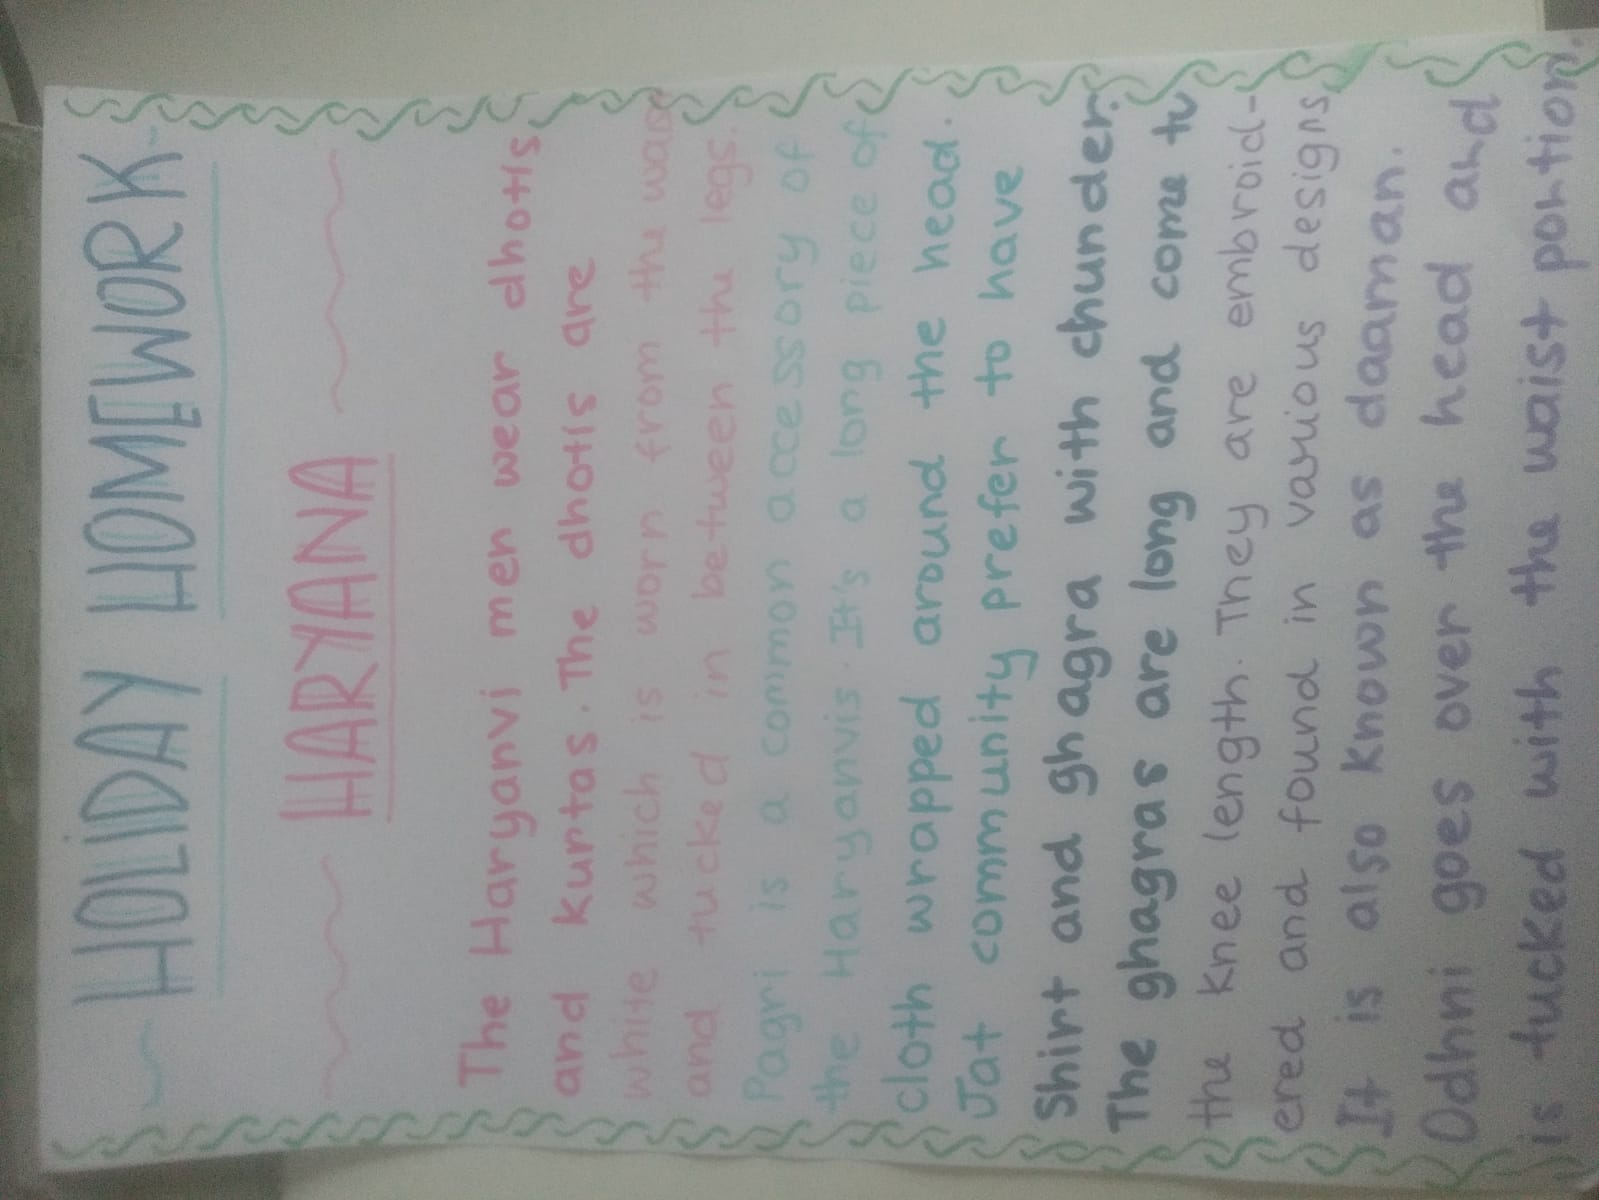 HOLIDAY HOMEWORK
HARYANA
The Haryanvi men wear dhotis
and kurtas. The dhotis are
white which is worn from the
and tucked in between the legs.
Pagri is a common accessory of
the Haryanvis. It's a long piece of
cloth wrapped around the head.
Jat community prefer to have
Shirt and ghagra with chunder.
The ghagras are long and come to
the knee length. They are embroid-
ered and found in various designs.
It is also known as daaman.
Odhni goes over the head and
is tucked with the waist portion.